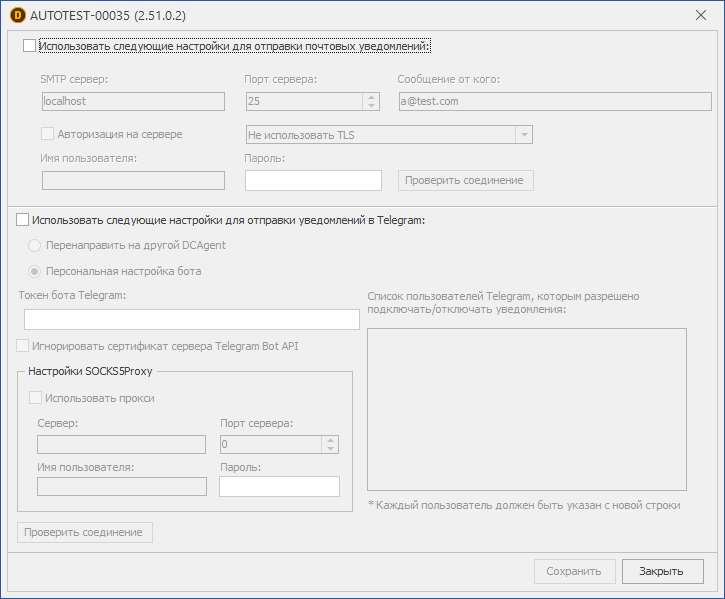 D AUTOTEST-00035 (2.51.0.2)
Использовать следующие настройки для отправки почтовых уведомлений:
SMTP сервер: Порт сервера: Сообщение от кого:
localhost 25 a@test.com
Авторизация на сервере Не использовать TLS
Имя пользователя: Пароль:
Проверить соединение
Использовать следующие настройки для отправки уведомлений в Telegram:
Перенаправить на другой DCAgent
Персональная настройка бота
Токен бота Telegram:
Список пользователей Telegram, которым разрешено
подключать/отключать уведомления:
Игнорировать сертификат сервера Telegram Bot API
Настройки SOCKS5Proxy
Использовать прокси
Сервер: Порт сервера:
0
Имя пользователя: Пароль:
* Каждый пользователь должен быть указан с новой строки
Проверить соединение
Сохранить Закрыть